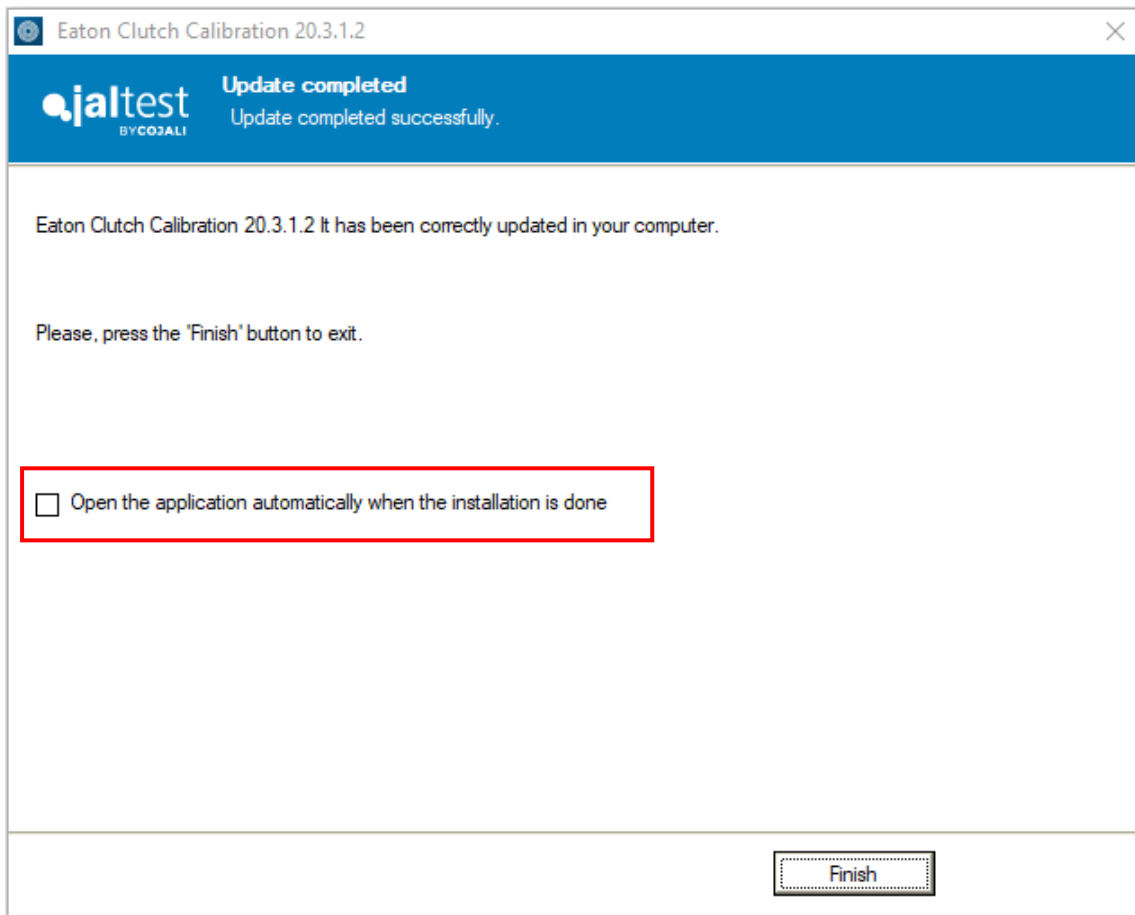 Eaton Clutch Calibration 20.3.1.2
jaltest
BY COJALI
Update completed
Update completed successfully.
Eaton Clutch Calibration 20.3.1.2 It has been correctly updated in your computer.
Please, press the 'Finish' button to exit.
Open the application automatically when the installation is done
Finish